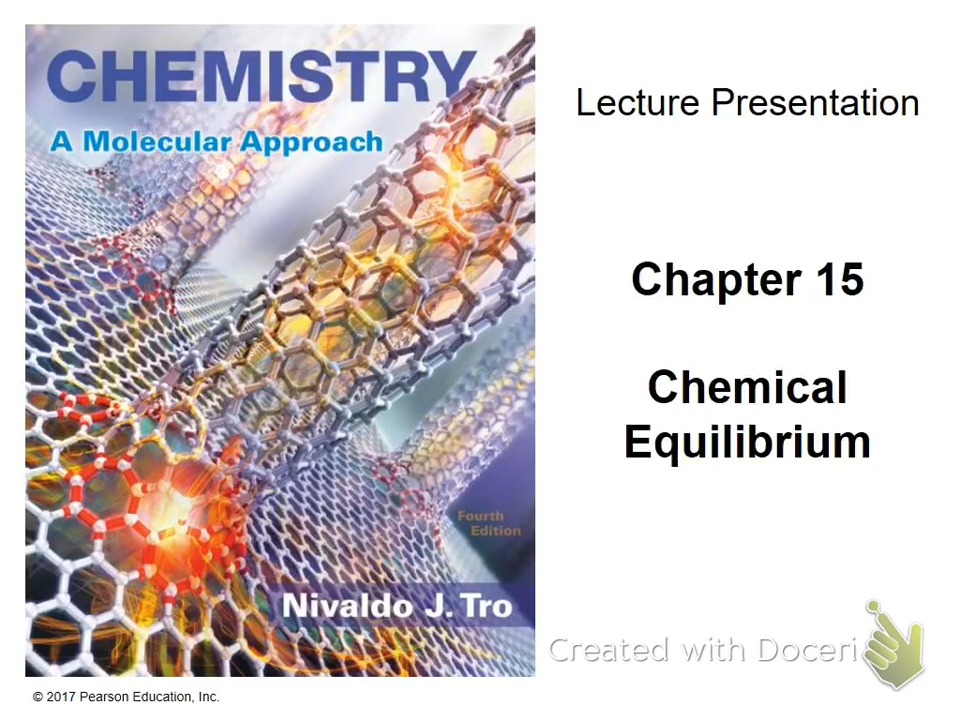 CHEMISTRY
A Molecular Approach
Fourth
Edition
Nivaldo J. Tro
© 2017 Pearson Education, Inc.
Lecture Presentation
Chapter 15
Chemical
Equilibrium
Created with Doceri